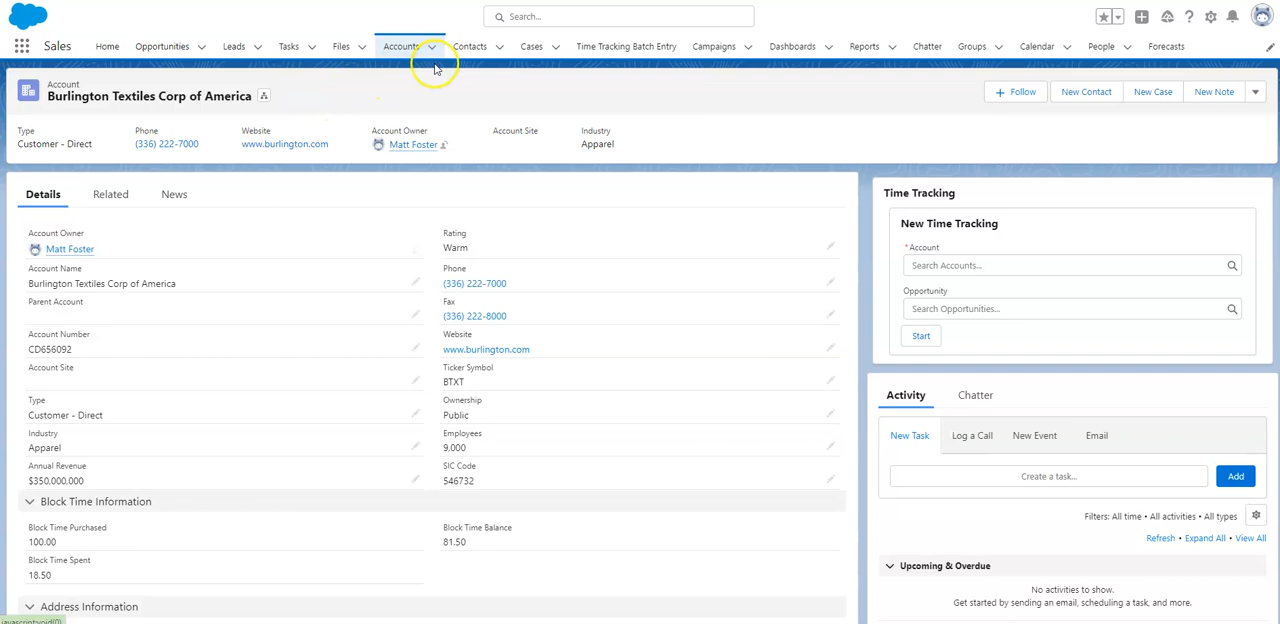 Search...
Sales
Home Opportunities Leads Tasks Files Accounts Contacts Cases Time Tracking Batch Entry Campaigns Dashboards Reports Chatter Groups Calendar People Forecasts
Account
Burlington Textiles Corp of America
Follow New Contact New Case New Note
Type Phone Website Account Owner Account Site Industry
Customer - Direct (336) 222-7000 www.burlington.com Matt Foster Apparel
Details Related News
Account Owner
Matt Foster
Rating
Warm
Account Name
Burlington Textiles Corp of America
Phone
(336) 222-7000
Parent Account
Fax
(336) 222-8000
Account Number
CD656092
Website
www.burlington.com
Account Site
Ticker Symbol
BTXT
Type
Customer - Direct
Ownership
Public
Industry
Apparel
Employees
9,000
Annual Revenue
$350,000,000
SIC Code
546732
Block Time Information
Block Time Purchased
100.00
Block Time Balance
81.50
Block Time Spent
18.50
Address Information
javascript:void(0)
Time Tracking
New Time Tracking
*Account
Search Accounts...
Opportunity
Search Opportunities...
Start
Activity Chatter
New Task Log a Call New Event Email
Create a task... Add
Filters: All time • All activities • All types
Refresh • Expand All • View All
Upcoming & Overdue
No activities to show.
Get started by sending an email, scheduling a task, and more.